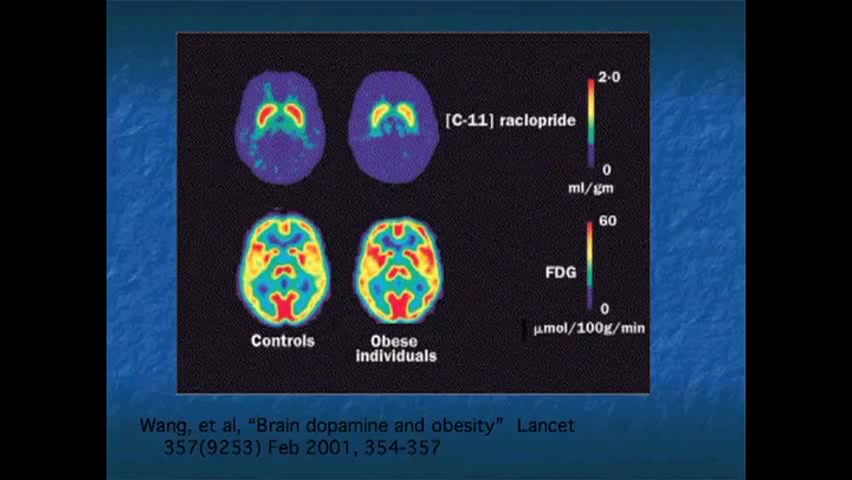 2·0
[C-11] raclopride
0
ml/gm
60
FDG
0
μmol/100g/min
Controls
Obese
individuals
Wang, et al, “Brain dopamine and obesity” Lancet
357(9253) Feb 2001, 354-357